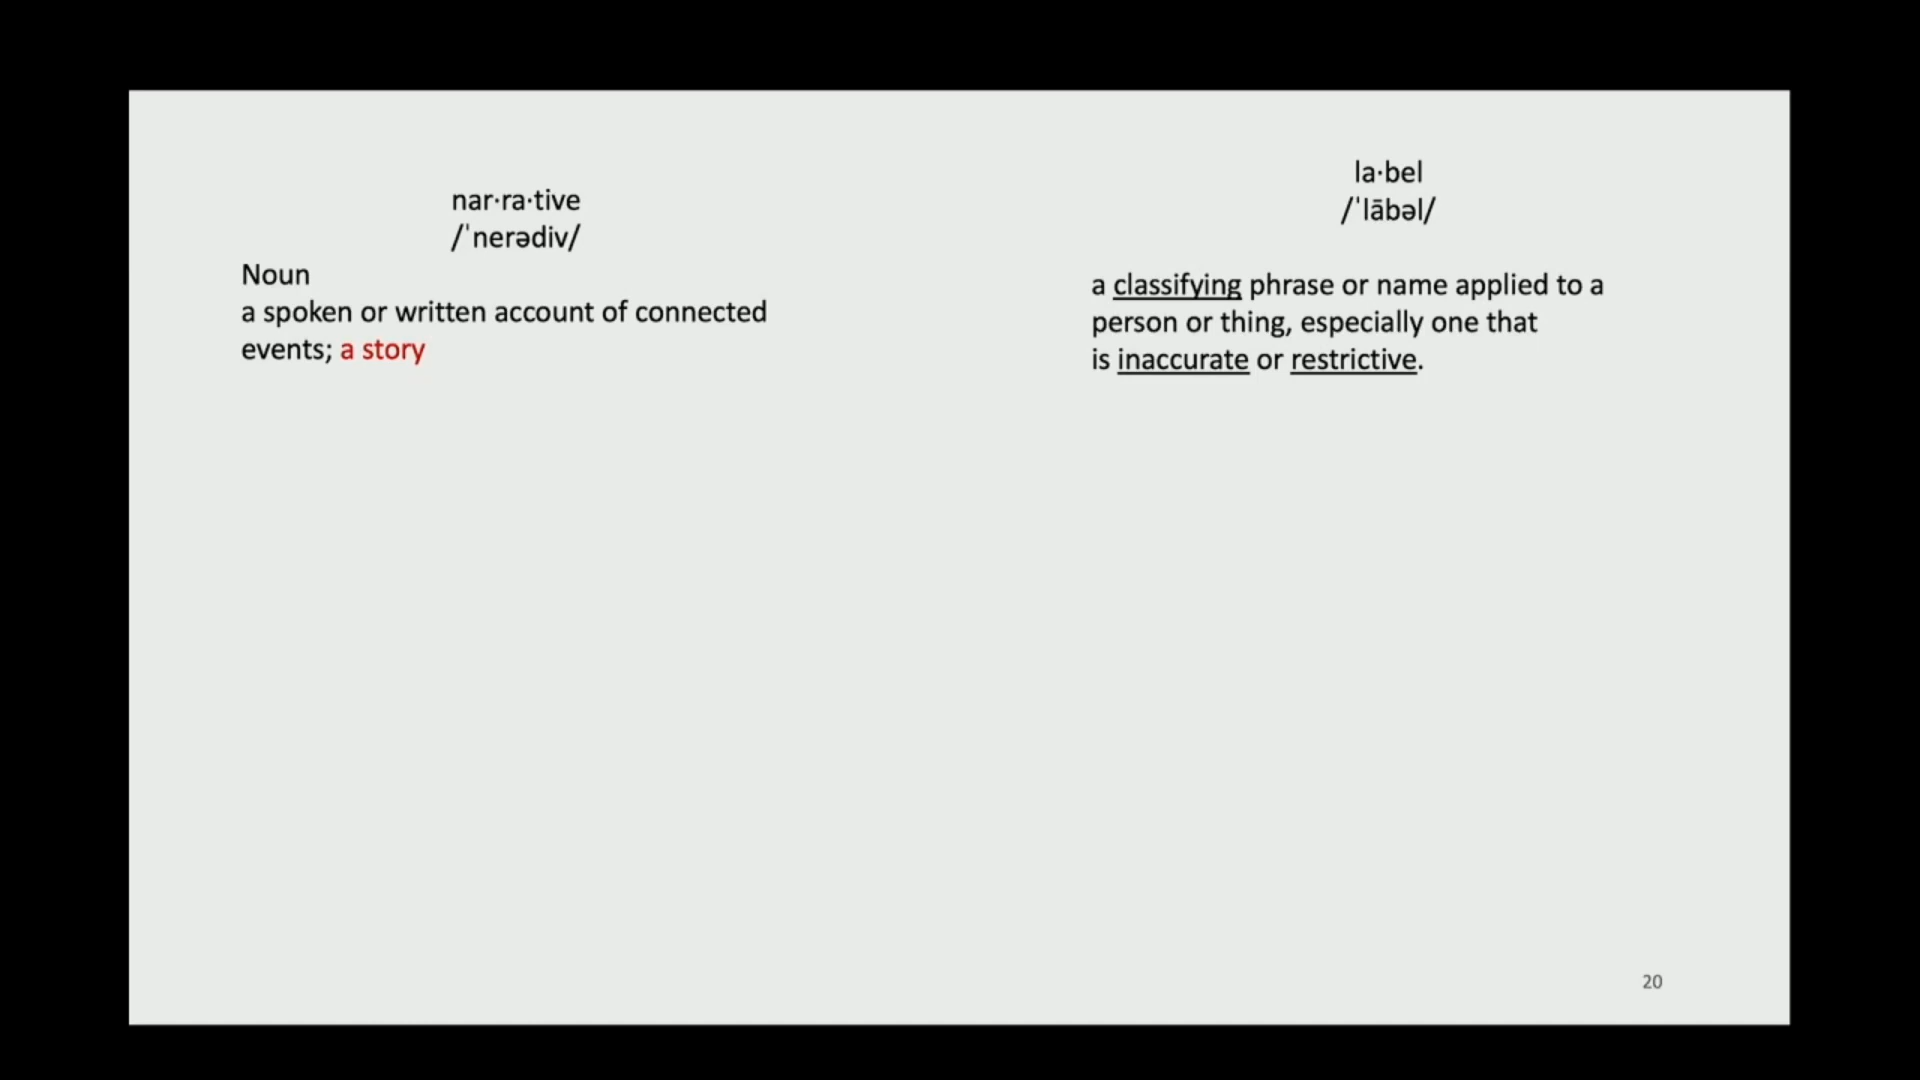 nar·ra·tive
/ˈnerədiv/
Noun
a spoken or written account of connected
events; a story
la·bel
/ˈlābəl/
a classifying phrase or name applied to a
person or thing, especially one that
is inaccurate or restrictive.
20